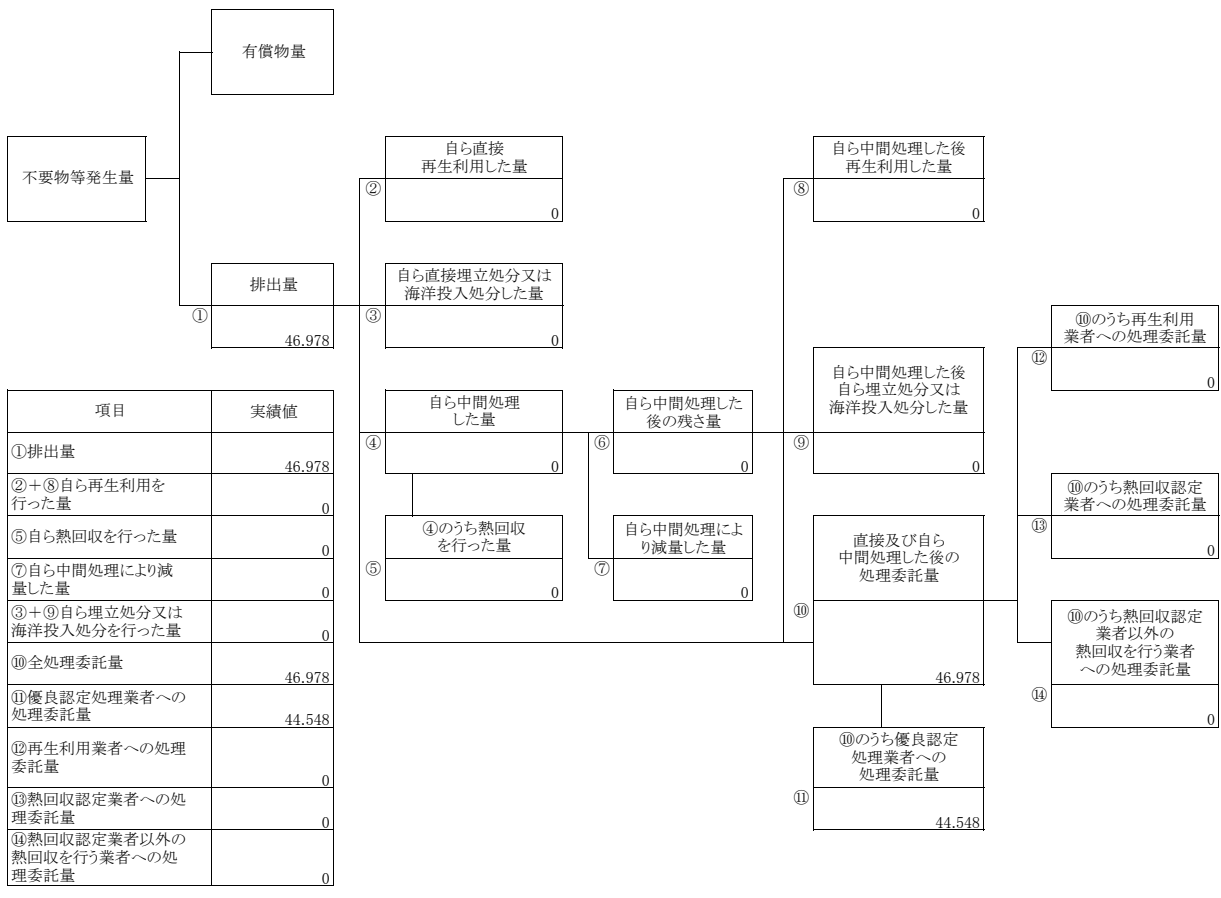 有償物量
不要物等発生量
自ら直接
再生利用した量
②
0
自ら中間処理した後
再生利用した量
⑧
0
排出量
①
46.978
自ら直接埋立処分又は
海洋投入処分した量
③
0
⑩のうち再生利用
業者への処理委託量
⑫
0
自ら中間処理
した量
④
0
自ら中間処理した
後の残さ量
⑥
0
自ら中間処理した後
自ら埋立処分又は
海洋投入処分した量
⑨
0
④のうち熱回収
を行った量
⑤
0
自ら中間処理によ
り減量した量
⑦
0
直接及び自ら
中間処理した後の
処理委託量
⑩
46.978
⑩のうち熱回収認定
業者への処理委託量
⑬
0
⑩のうち熱回収認定
業者以外の
熱回収を行う業者
への処理委託量
⑭
0
⑩のうち優良認定
処理業者への
処理委託量
⑪
44.548
項目 実績値
①排出量
46.978
②＋⑧自ら再生利用を
行った量
0
⑤自ら熱回収を行った量
0
⑦自ら中間処理により減
量した量
0
③＋⑨自ら埋立処分又は
海洋投入処分を行った量
0
⑩全処理委託量
46.978
⑪優良認定処理業者への
処理委託量
44.548
⑫再生利用業者への処理
委託量
0
⑬熱回収認定業者への処
理委託量
0
⑭熱回収認定業者以外の
熱回収を行う業者への処
理委託量
0